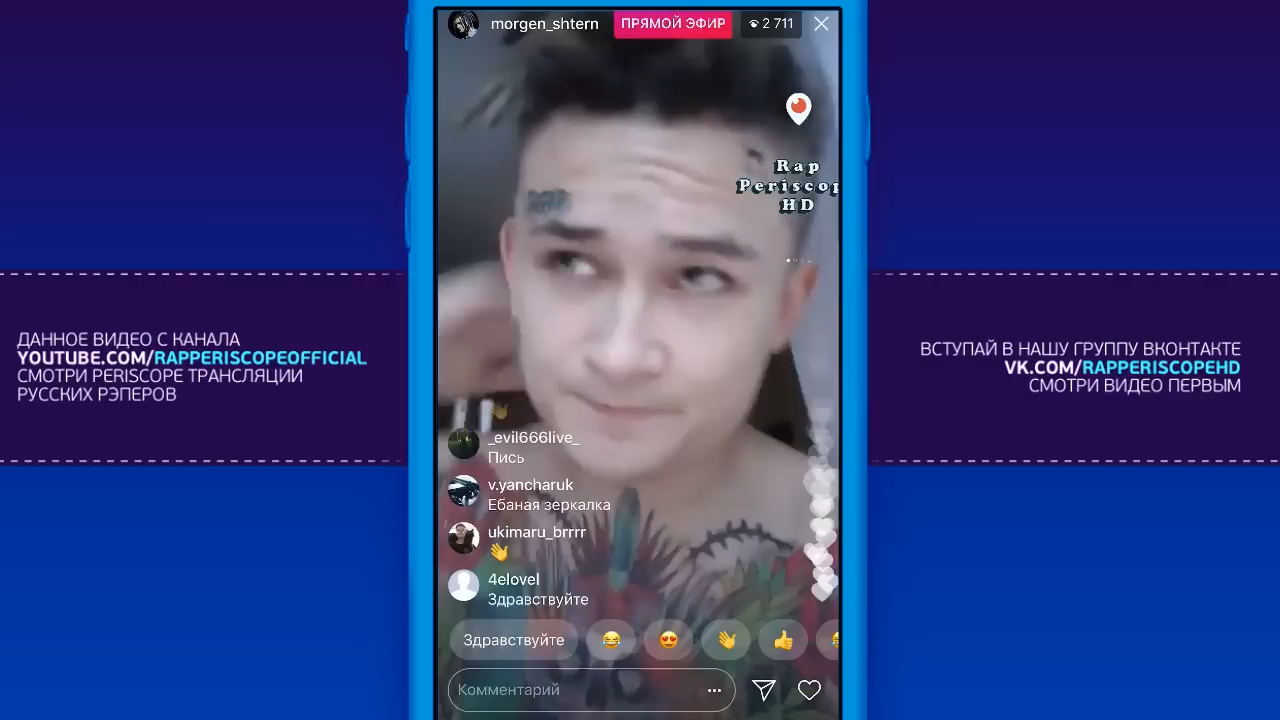 morgen_shtern
ПРЯМОЙ ЭФИР
2 711
Rap
Periscop
HD
ДАННОЕ ВИДЕО С КАНАЛА
YOUTUBE.COM/RAPPERISCOPEOFFICIAL
СМОТРИ PERISCOPE ТРАНСЛЯЦИИ
РУССКИХ РЭПЕРОВ
ВСТУПАЙ В НАШУ ГРУППУ ВКОНТАКТЕ
VK.COM/RAPPERISCOPEHD
СМОТРИ ВИДЕО ПЕРВЫМ
_evil666live_
Пись
v.yancharuk
Ебаная зеркалка
ukimaru_brrrr
👋
4elovel
Здравствуйте
Здравствуйте 😂 😍 👋 👍
Комментарий